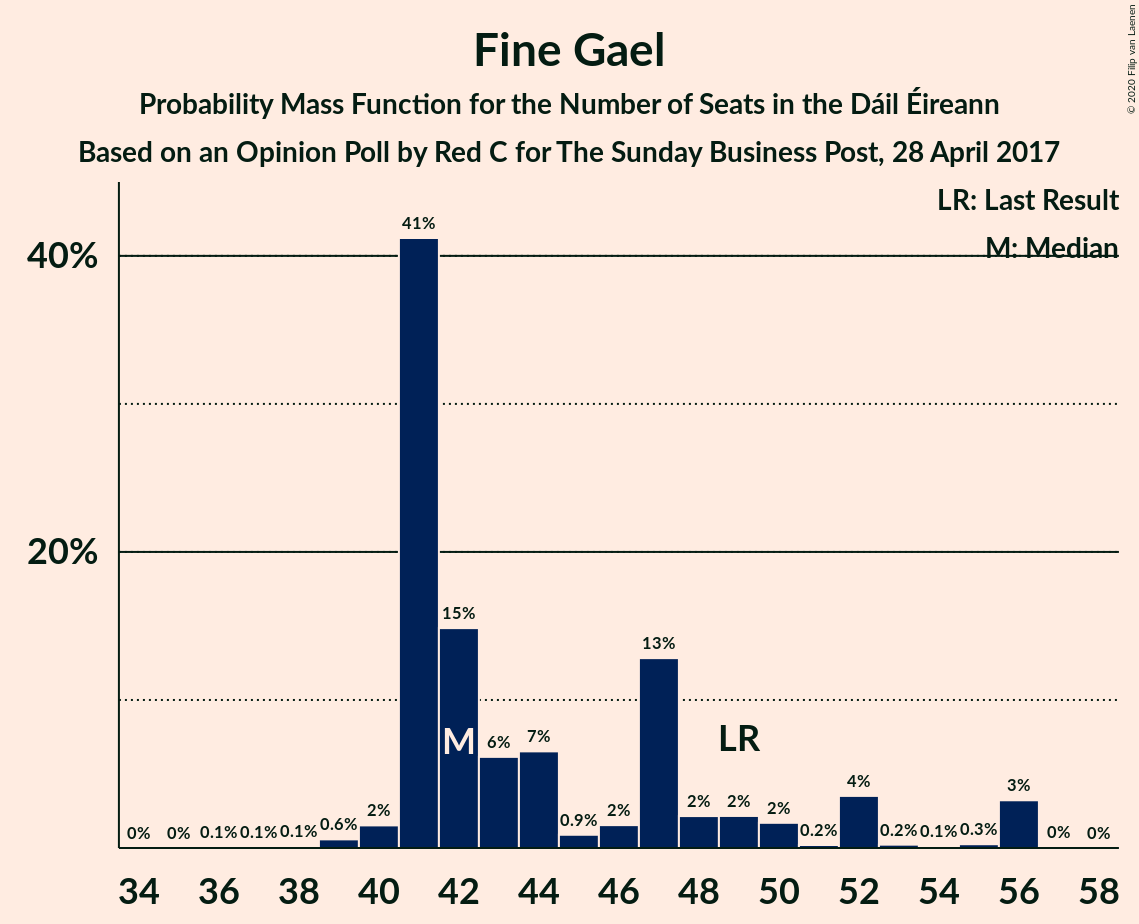 Fine Gael
Probability Mass Function for the Number of Seats in the Dáil Éireann
Based on an Opinion Poll by Red C for The Sunday Business Post, 28 April 2017
© 2020 Filip van Laenen
LR: Last Result
M: Median
40%
20%
0% 0% 0.1% 0.1% 0.1% 0.6% 2% 41% 15% 6% 7% 0.9% 2% 13% 2% 2% 2% 0.2% 4% 0.2% 0.1% 0.3% 3% 0% 0%
M LR
34 36 38 40 42 44 46 48 50 52 54 56 58